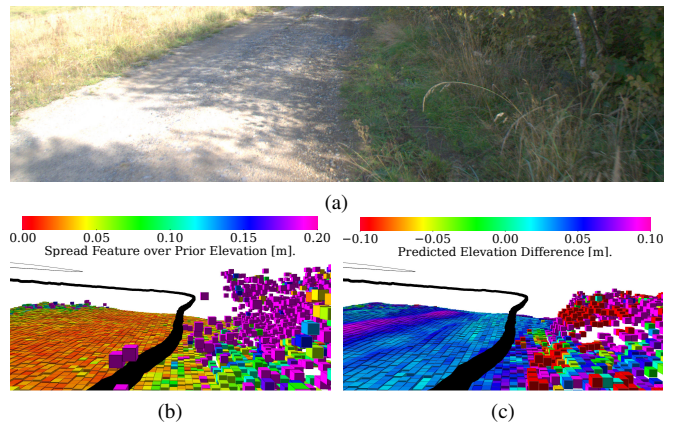 (a)
0.00 0.05 0.10 0.15 0.20
Spread Feature over Prior Elevation [m].
−0.10 −0.05 0.00 0.05 0.10
Predicted Elevation Difference [m].
(b)
(c)